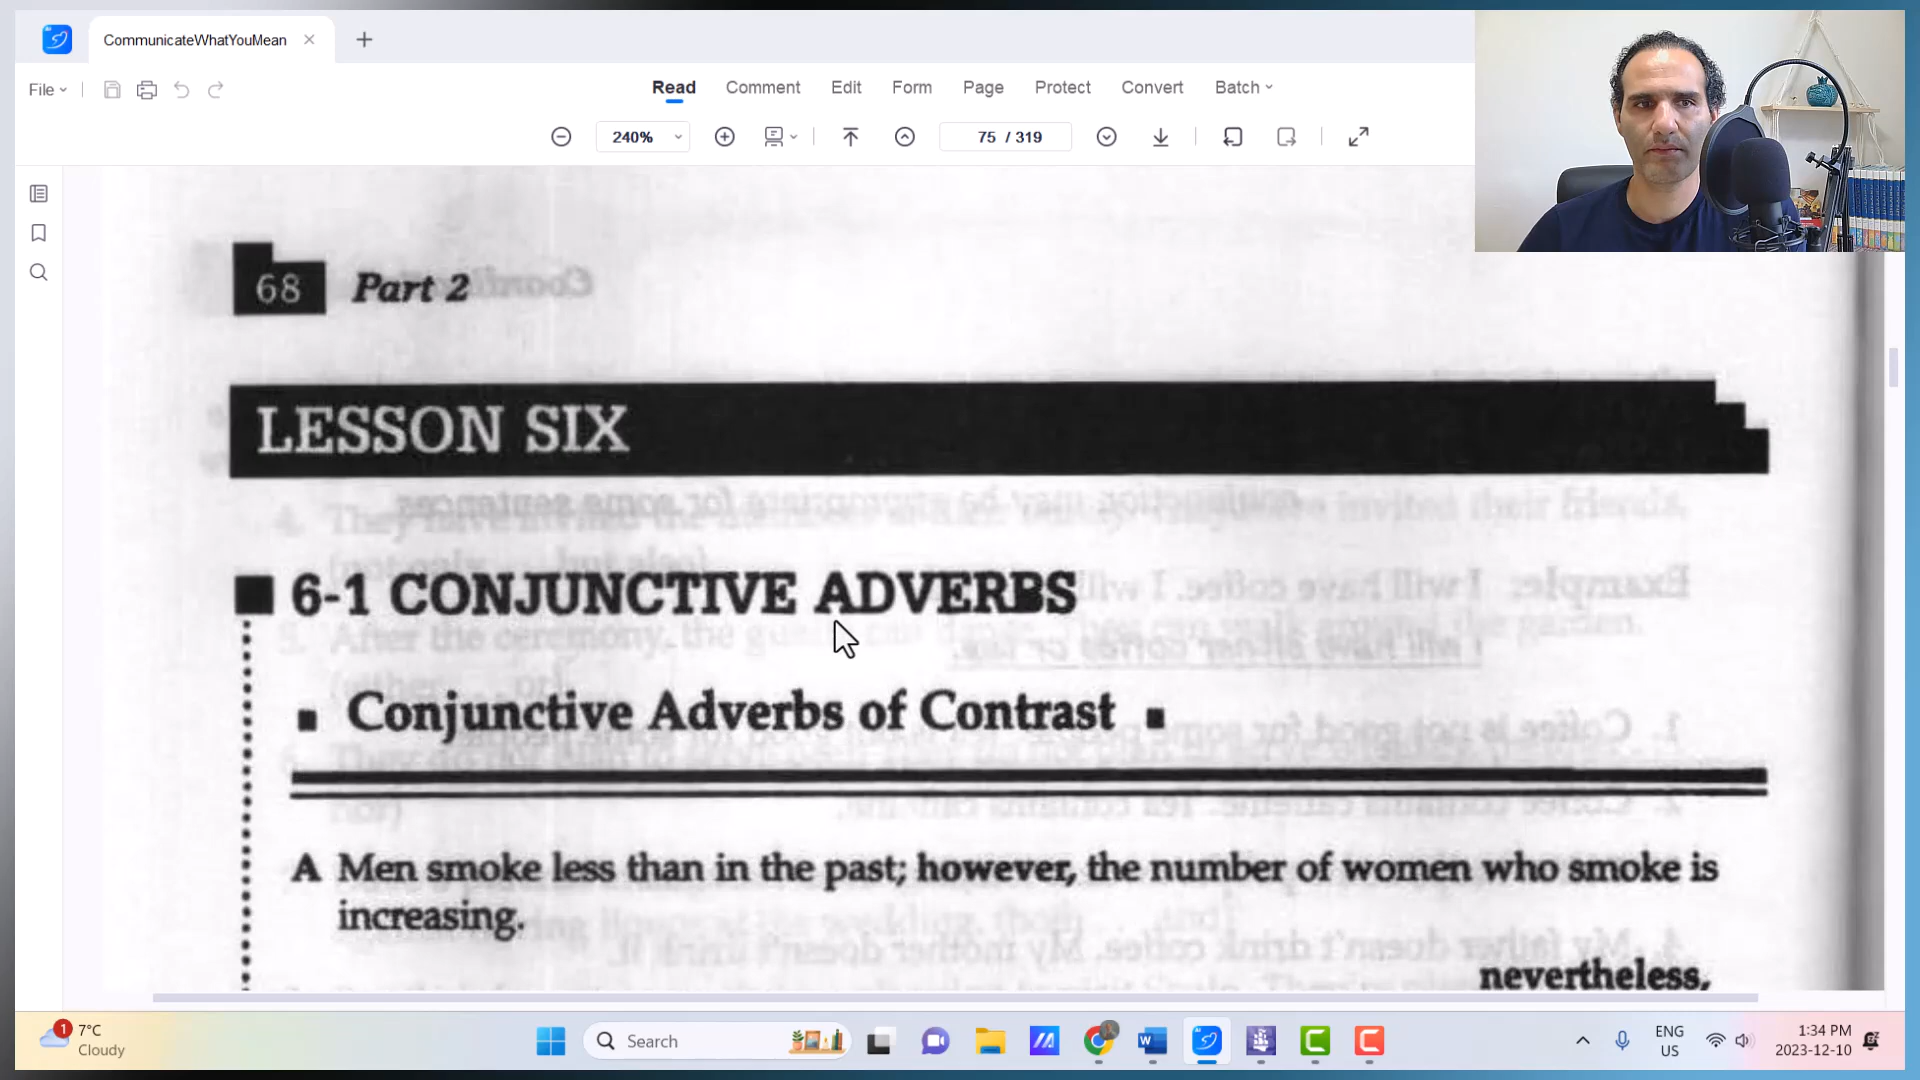 CommunicateWhatYouMean
File
Read Comment Edit Form Page Protect Convert Batch
240%
75 / 319
68 Part 2
LESSON SIX
6-1 CONJUNCTIVE ADVERBS
Conjunctive Adverbs of Contrast
A Men smoke less than in the past; however, the number of women who smoke is
increasing.
nevertheless,
1
7°C
Cloudy
Search
ENG
US
1:34 PM
2023-12-10